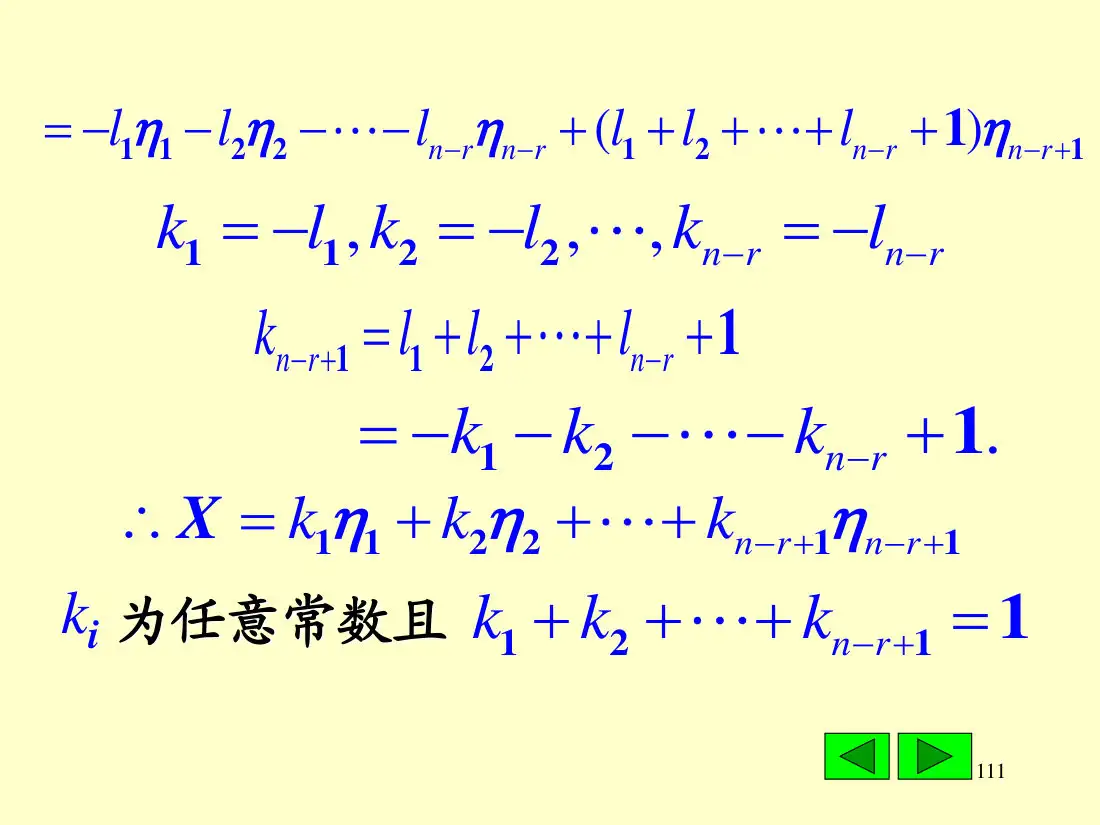 = −l₁η₁ − l₂η₂ − ⋯ − lₙ₋ᵣηₙ₋ᵣ + (l₁ + l₂ + ⋯ + lₙ₋ᵣ + 1)ηₙ₋ᵣ₊₁
k₁ = −l₁, k₂ = −l₂, ⋯, kₙ₋ᵣ = −lₙ₋ᵣ
kₙ₋ᵣ₊₁ = l₁ + l₂ + ⋯ + lₙ₋ᵣ + 1
= −k₁ − k₂ − ⋯ − kₙ₋ᵣ + 1.
∴ X = k₁η₁ + k₂η₂ + ⋯ + kₙ₋ᵣ₊₁ηₙ₋ᵣ₊₁
kᵢ 为任意常数且 k₁ + k₂ + ⋯ + kₙ₋ᵣ₊₁ = 1
111